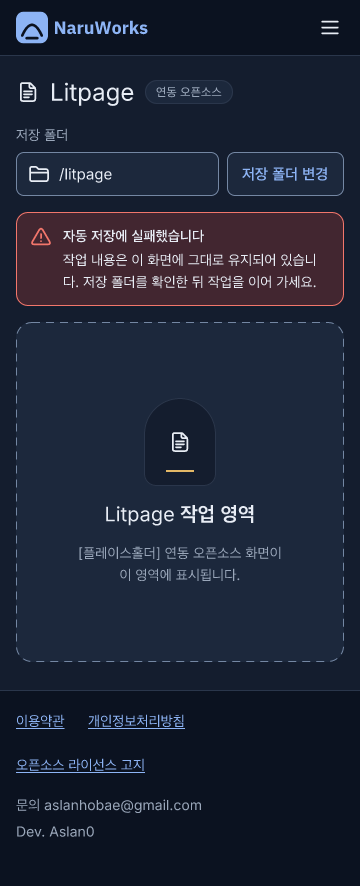 NaruWorks
Litpage
연동 오픈소스
저장 폴더
/litpage
저장 폴더 변경
자동 저장에 실패했습니다
작업 내용은 이 화면에 그대로 유지되어 있습니
다. 저장 폴더를 확인한 뒤 작업을 이어 가세요.
Litpage 작업 영역
[플레이스홀더] 연동 오픈소스 화면이
이 영역에 표시됩니다.
이용약관
개인정보처리방침
오픈소스 라이선스 고지
문의 aslanhobae@gmail.com
Dev. Aslan0